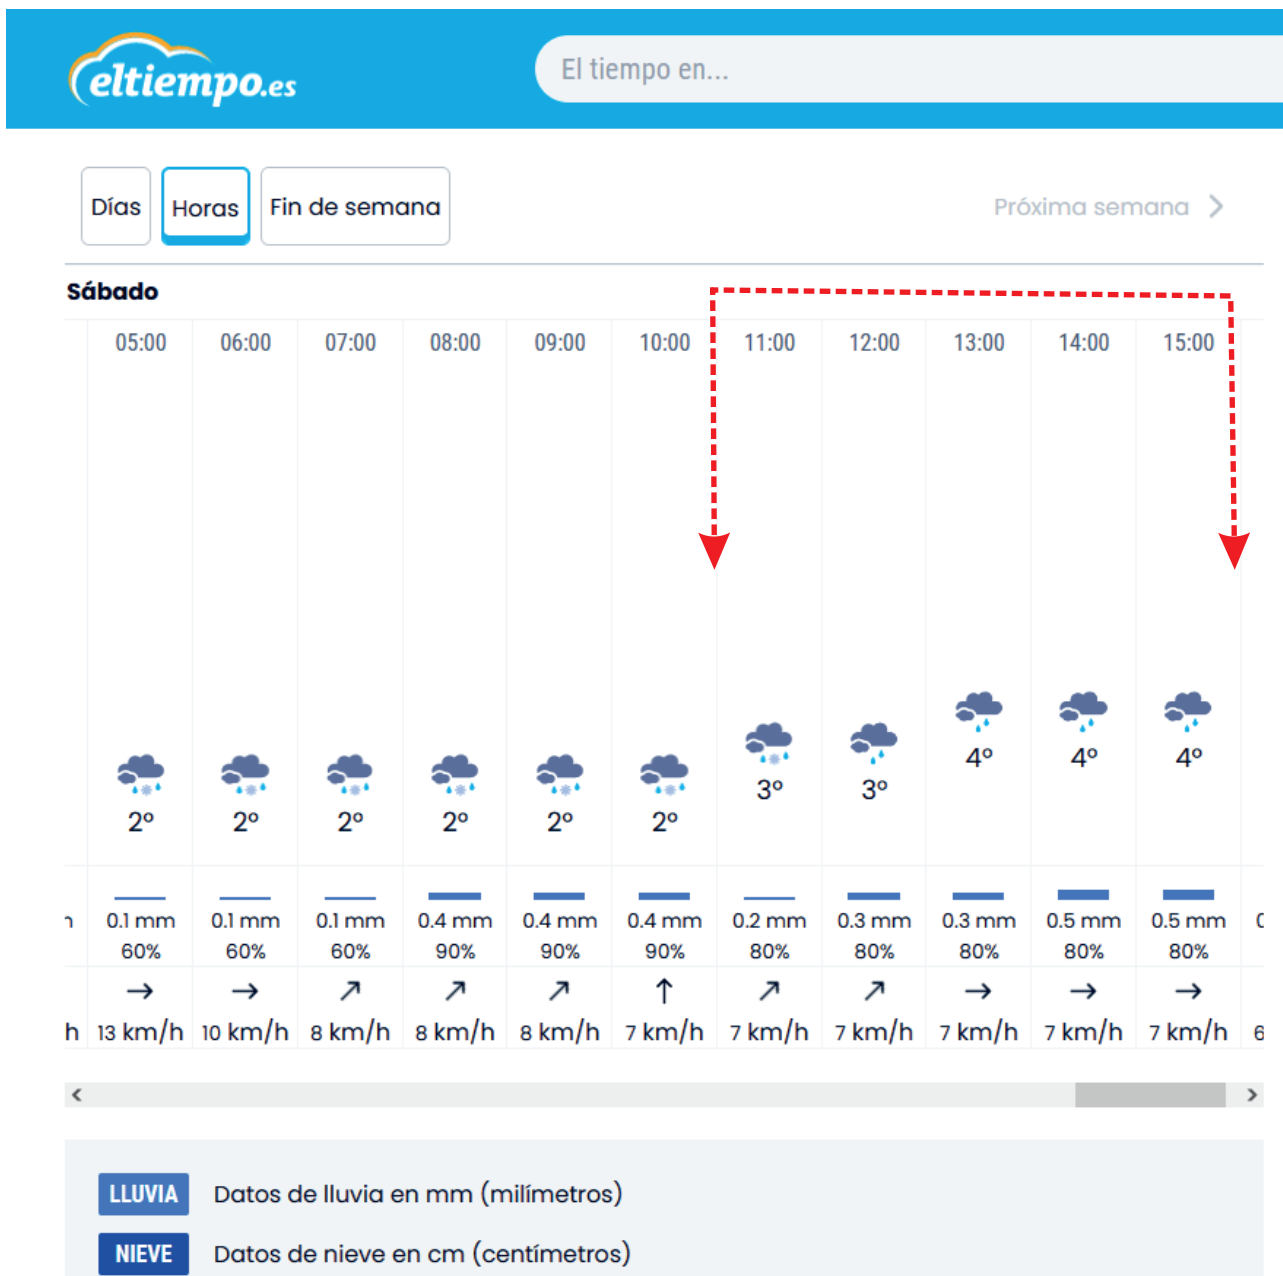 eltiempo.es
El tiempo en...
Días Horas Fin de semana Próxima semana
Sábado
05:00 06:00 07:00 08:00 09:00 10:00 11:00 12:00 13:00 14:00 15:00
4º 4º 4º
3º 3º
2º 2º 2º 2º 2º 2º
0.1 mm 0.1 mm 0.1 mm 0.4 mm 0.4 mm 0.4 mm 0.2 mm 0.3 mm 0.3 mm 0.5 mm 0.5 mm
60% 60% 60% 90% 90% 90% 80% 80% 80% 80% 80%
h 13 km/h 10 km/h 8 km/h 8 km/h 8 km/h 7 km/h 7 km/h 7 km/h 7 km/h 7 km/h 7 km/h 6
LLUVIA Datos de lluvia en mm (milímetros)
NIEVE Datos de nieve en cm (centímetros)